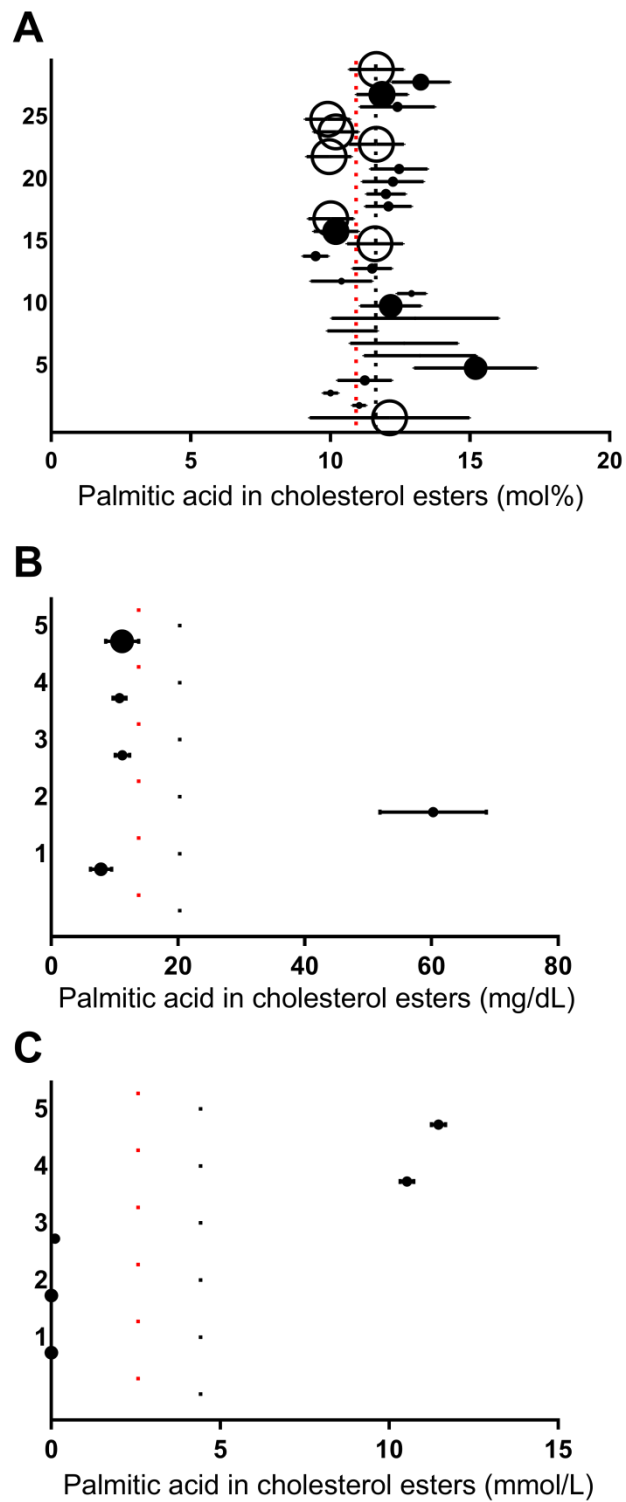 A
25
20
15
10
5
0 5 10 15 20
Palmitic acid in cholesterol esters (mol%)
B
5
4
3
2
1
0 20 40 60 80
Palmitic acid in cholesterol esters (mg/dL)
C
5
4
3
2
1
0 5 10 15
Palmitic acid in cholesterol esters (mmol/L)